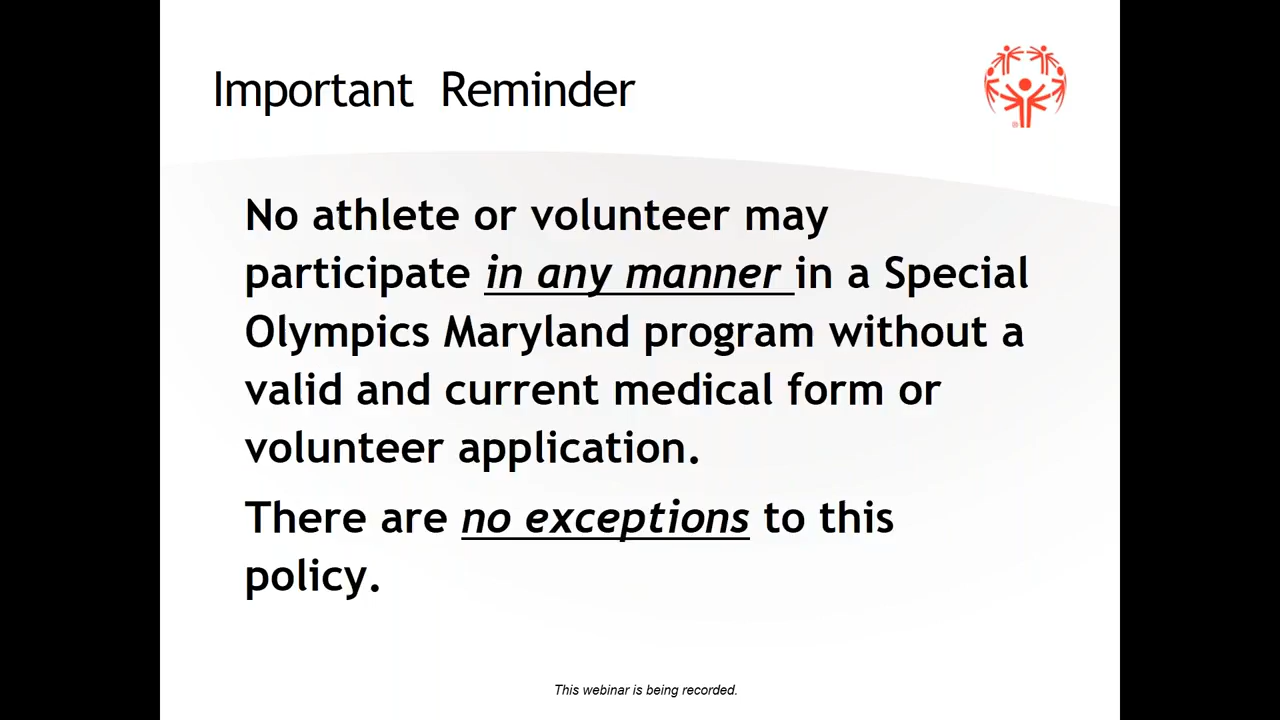 Important Reminder
No athlete or volunteer may
participate in any manner in a Special
Olympics Maryland program without a
valid and current medical form or
volunteer application.
There are no exceptions to this
policy.
This webinar is being recorded.